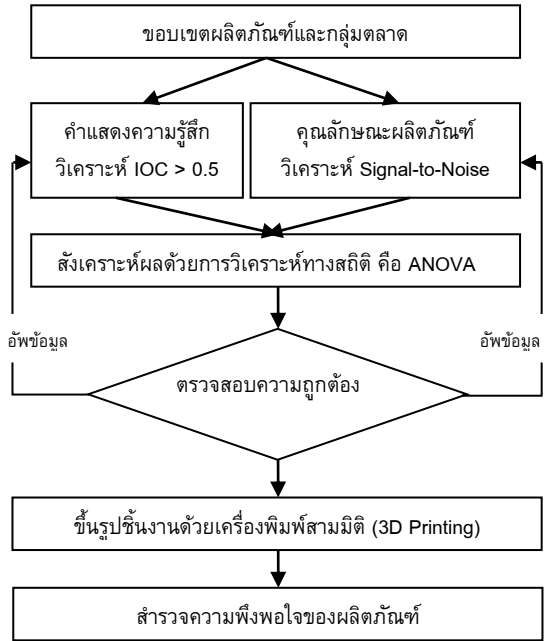 ขอบเขตผลิตภัณฑ์และกลุ่มตลาด
คำแสดงความรู้สึก
วิเคราะห์ IOC > 0.5
คุณลักษณะผลิตภัณฑ์
วิเคราะห์ Signal-to-Noise
สังเคราะห์ผลด้วยการวิเคราะห์ทางสถิติ คือ ANOVA
อัพข้อมูล
อัพข้อมูล
ตรวจสอบความถูกต้อง
ขึ้นรูปชิ้นงานด้วยเครื่องพิมพ์สามมิติ (3D Printing)
สำรวจความพึงพอใจของผลิตภัณฑ์